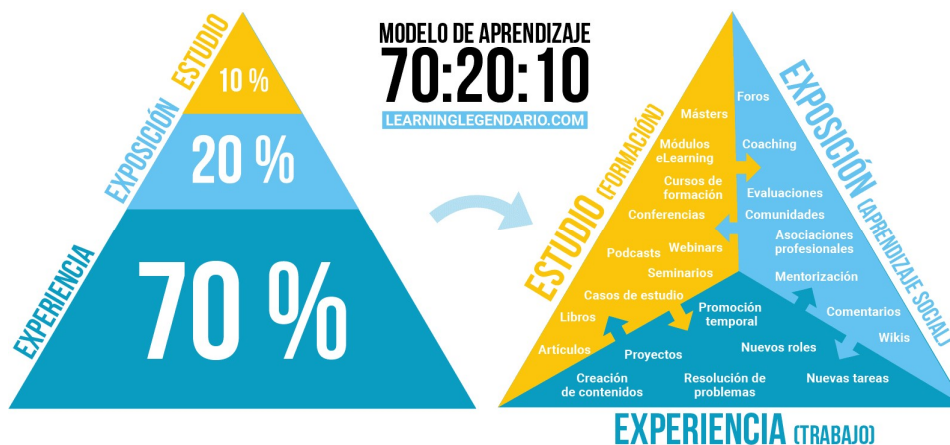 MODELO DE APRENDIZAJE
70:20:10
LEARNINGLEGENDARIO.COM
ESTUDIO
10 %
EXPOSICIÓN
20 %
EXPERIENCIA
70 %
ESTUDIO (FORMACIÓN)
Másters
Módulos
eLearning
Cursos de
formación
Conferencias
Podcasts
Webinars
Seminarios
Casos de estudio
Libros
Artículos
EXPOSICIÓN (APRENDIZAJE SOCIAL)
Foros
Coaching
Evaluaciones
Comunidades
Asociaciones
profesionales
Mentorización
Comentarios
Wikis
Promoción
temporal
Proyectos
Nuevos roles
Creación
de contenidos
Resolución de
problemas
Nuevas tareas
EXPERIENCIA (TRABAJO)